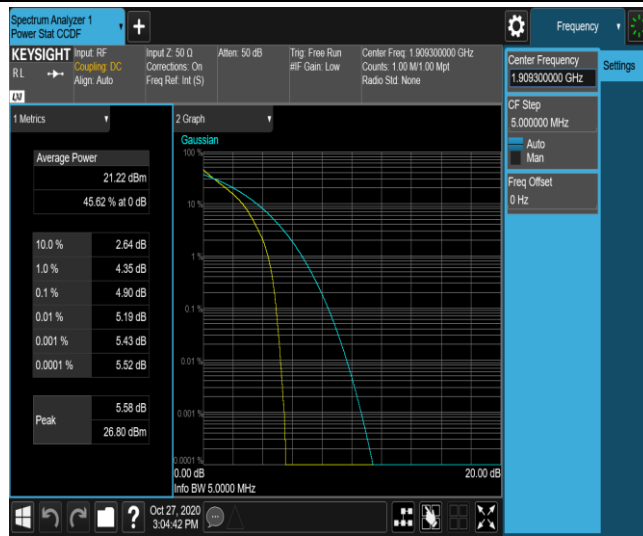 Spectrum Analyzer 1
Power Stat CCDF
Frequency
KEYSIGHT
RL
LXI
Input: RF
Coupling: DC
Align: Auto
Input Z: 50 Ω
Corrections: On
Freq Ref: Int (S)
Atten: 50 dB
Trig: Free Run
#IF Gain: Low
Center Freq: 1.909300000 GHz
Counts: 1.00 M/1.00 Mpt
Radio Std: None
Center Frequency
1.909300000 GHz
Settings
CF Step
5.000000 MHz
Auto
Man
Freq Offset
0 Hz
1 Metrics
Average Power
21.22 dBm
45.62 % at 0 dB
10.0 % 2.64 dB
1.0 % 4.35 dB
0.1 % 4.90 dB
0.01 % 5.19 dB
0.001 % 5.43 dB
0.0001 % 5.52 dB
Peak
5.58 dB
26.80 dBm
2 Graph
Gaussian
100 %
10 %
1 %
0.1 %
0.01 %
0.001 %
0.0001 %
0.00 dB
20.00 dB
Info BW 5.0000 MHz
?
Oct 27, 2020
3:04:42 PM